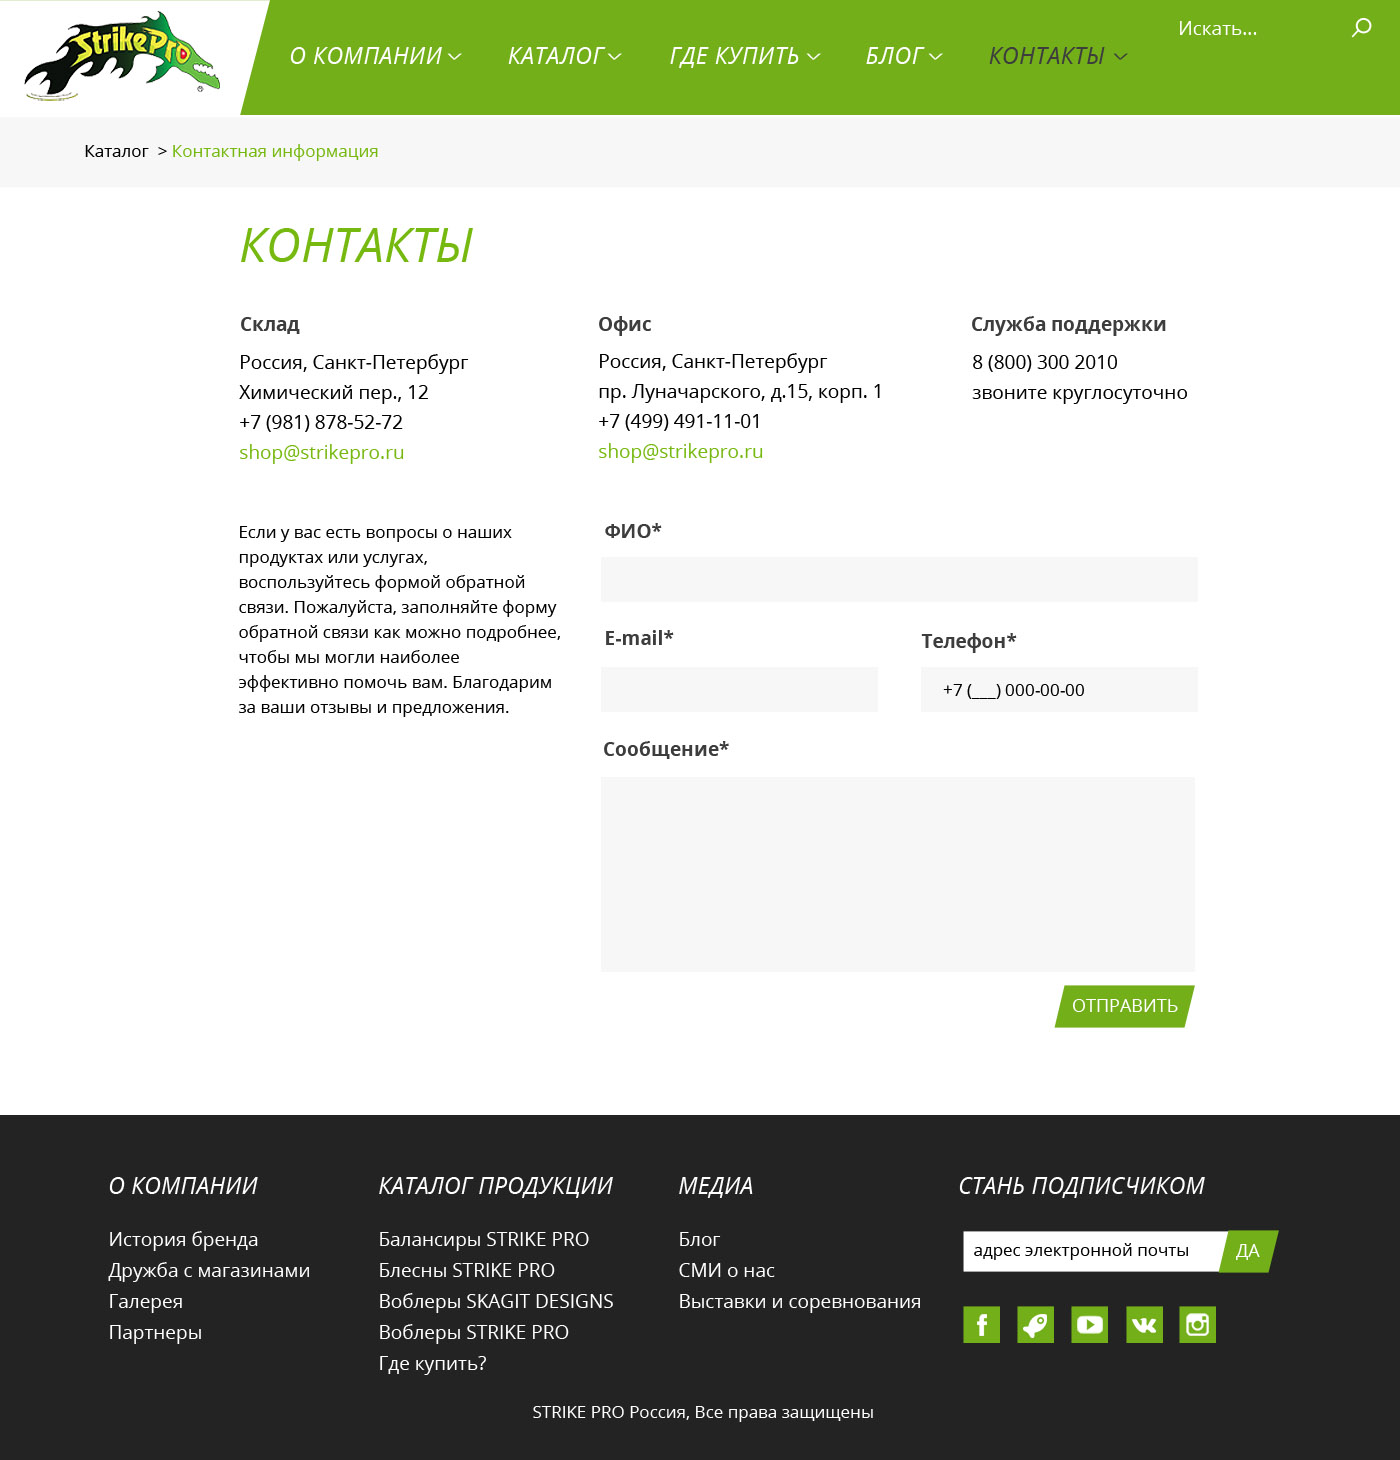 StrikePro
®
О КОМПАНИИ
КАТАЛОГ
ГДЕ КУПИТЬ
БЛОГ
КОНТАКТЫ
Искать...
Каталог > Контактная информация
КОНТАКТЫ
Склад
Россия, Санкт-Петербург
Химический пер., 12
+7 (981) 878-52-72
shop@strikepro.ru
Офис
Россия, Санкт-Петербург
пр. Луначарского, д.15, корп. 1
+7 (499) 491-11-01
shop@strikepro.ru
Служба поддержки
8 (800) 300 2010
звоните круглосуточно
Если у вас есть вопросы о наших
продуктах или услугах,
воспользуйтесь формой обратной
связи. Пожалуйста, заполняйте форму
обратной связи как можно подробнее,
чтобы мы могли наиболее
эффективно помочь вам. Благодарим
за ваши отзывы и предложения.
ФИО*
E-mail*
Телефон*
+7 (___) 000-00-00
Сообщение*
ОТПРАВИТЬ
О КОМПАНИИ
История бренда
Дружба с магазинами
Галерея
Партнеры
КАТАЛОГ ПРОДУКЦИИ
Балансиры STRIKE PRO
Блесны STRIKE PRO
Воблеры SKAGIT DESIGNS
Воблеры STRIKE PRO
Где купить?
МЕДИА
Блог
СМИ о нас
Выставки и соревнования
СТАНЬ ПОДПИСЧИКОМ
адрес электронной почты
ДА
STRIKE PRO Россия, Все права защищены